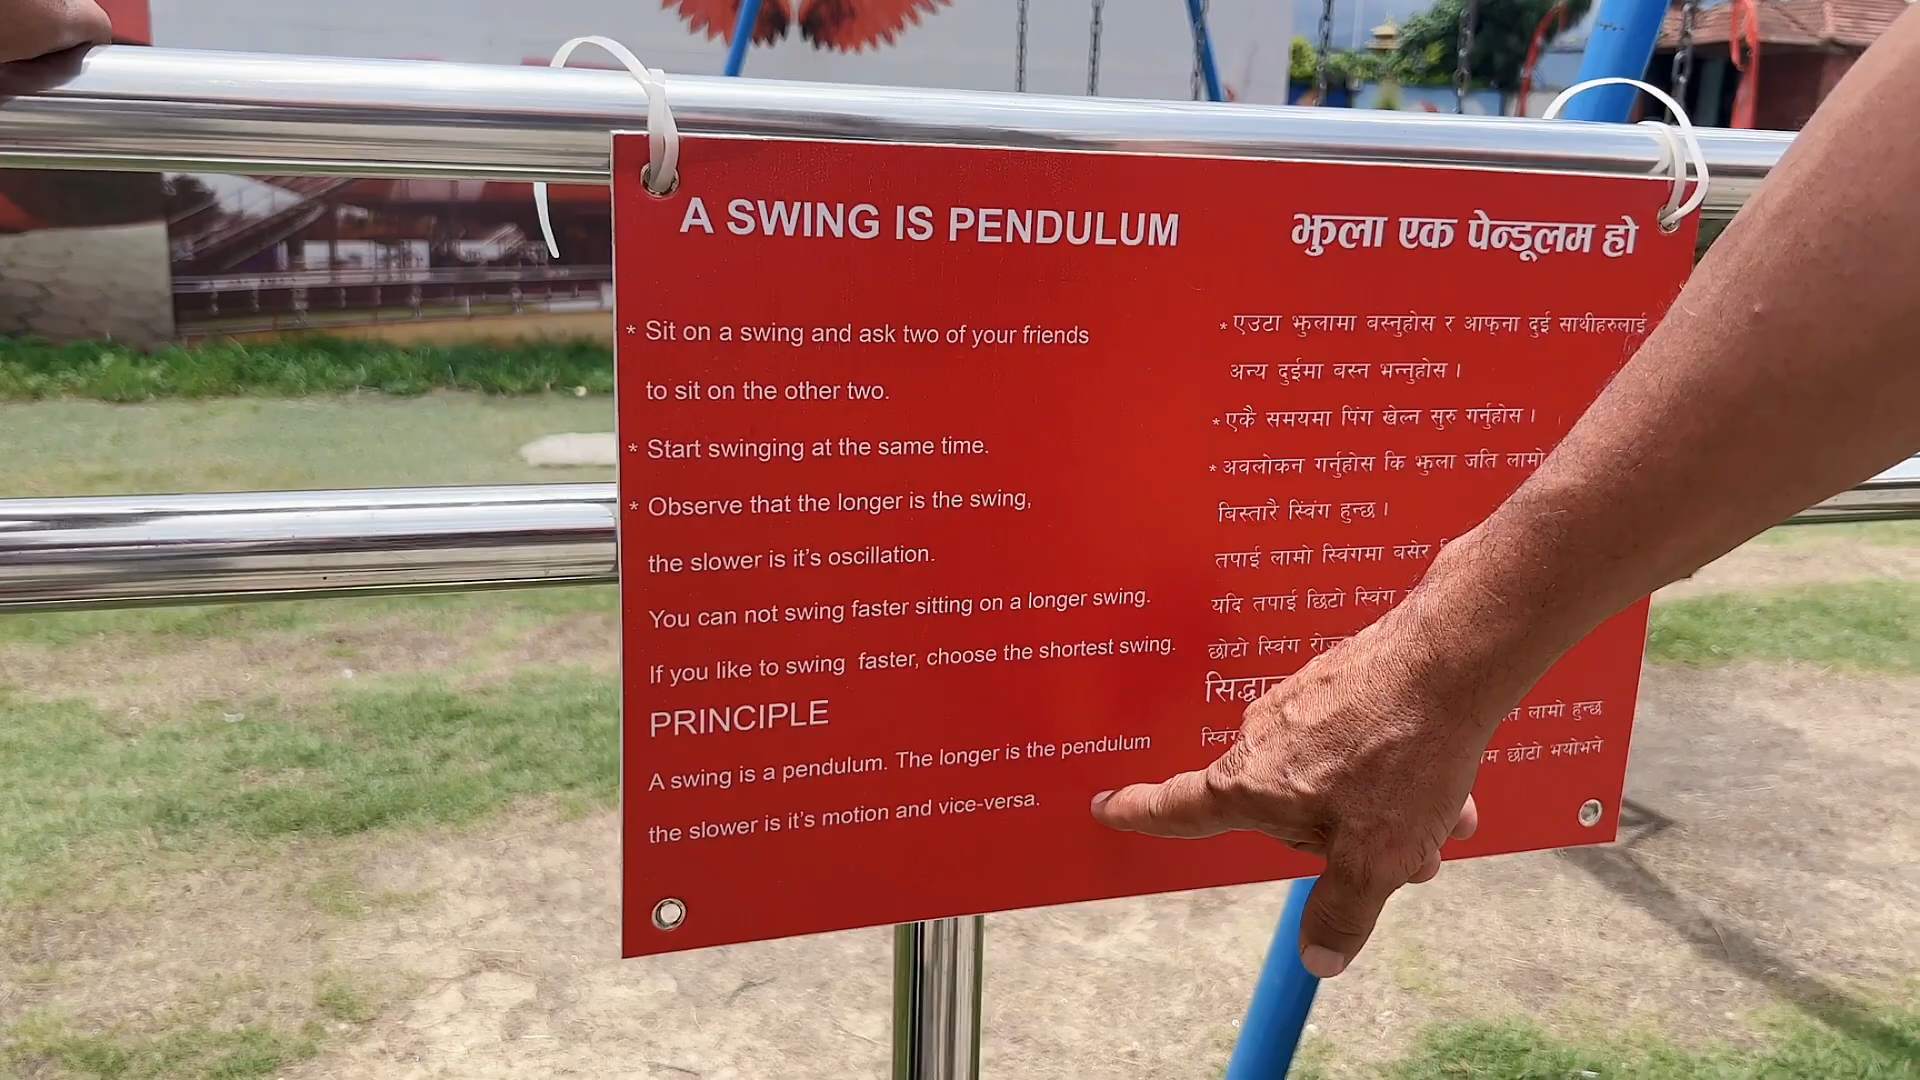 A SWING IS PENDULUM
* Sit on a swing and ask two of your friends
to sit on the other two.
* Start swinging at the same time.
* Observe that the longer is the swing,
the slower is it's oscillation.
You can not swing faster sitting on a longer swing.
If you like to swing faster, choose the shortest swing.
PRINCIPLE
A swing is a pendulum. The longer is the pendulum
the slower is it's motion and vice-versa.
झुला एक पेन्डूलम हो
* एउटा झुलामा बस्नुहोस र आफ्ना दुई साथीहरुलाई
अन्य दुईमा बस्न भन्नुहोस ।
* एकै समयमा पिंग खेल्न सुरु गर्नुहोस ।
* अवलोकन गर्नुहोस कि झुला जति लामो
बिस्तारै स्विंग हुन्छ ।
तपाई लामो स्विंगमा बसेर
यदि तपाई छिटो स्विंग
छोटो स्विंग
स्विंग लामो हुन्छ
छोटो भयोभने